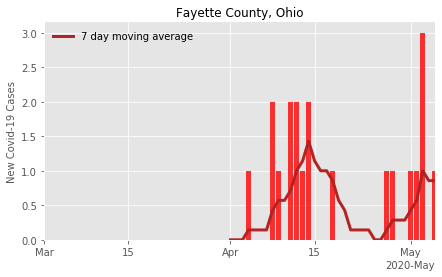 Fayette County, Ohio
7 day moving average
New Covid-19 Cases
3.0
2.5
2.0
1.5
1.0
0.5
0.0
Mar 15 Apr 15 May
2020-May